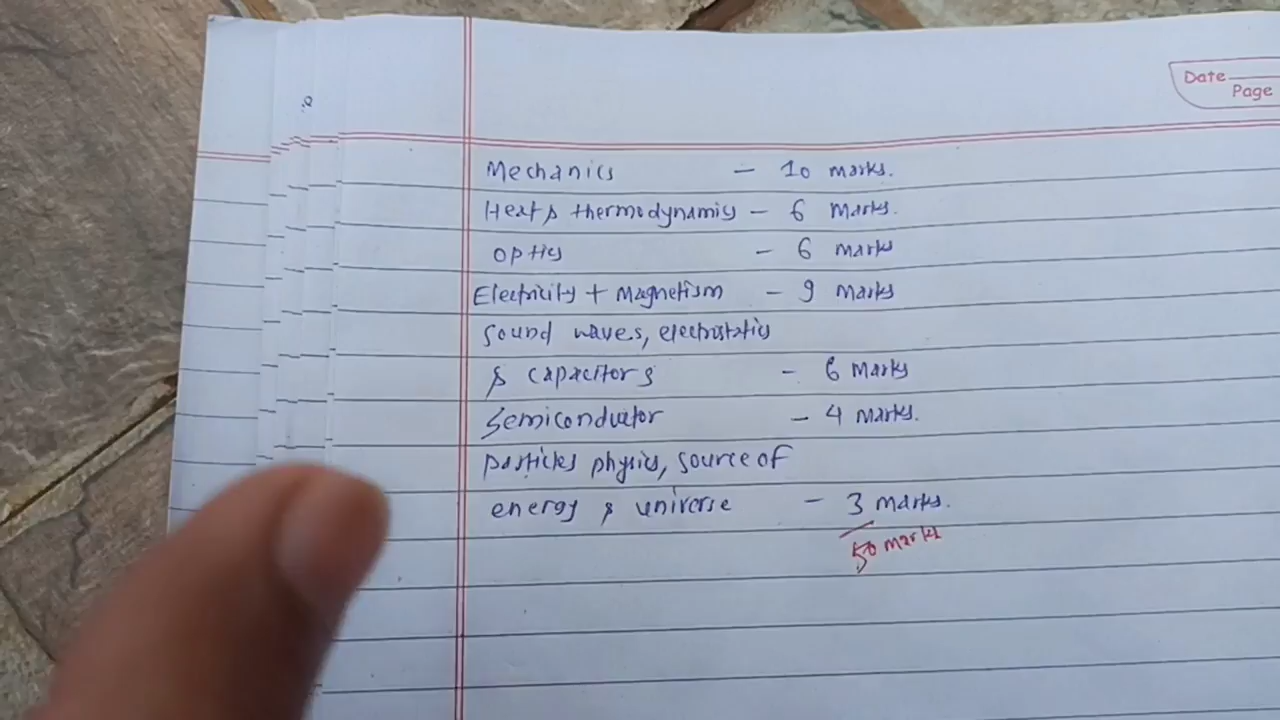 Date
Page
Mechanics - 10 marks.
Heat & thermodynamics - 6 Marks.
optics - 6 marks
Electricity + Magnetism - 9 Marks
sound waves, electrostatics
& capacitors - 6 Marks
Semiconductor - 4 Marks.
particles physics, source of
energy & universe - 3 marks.
50 marks